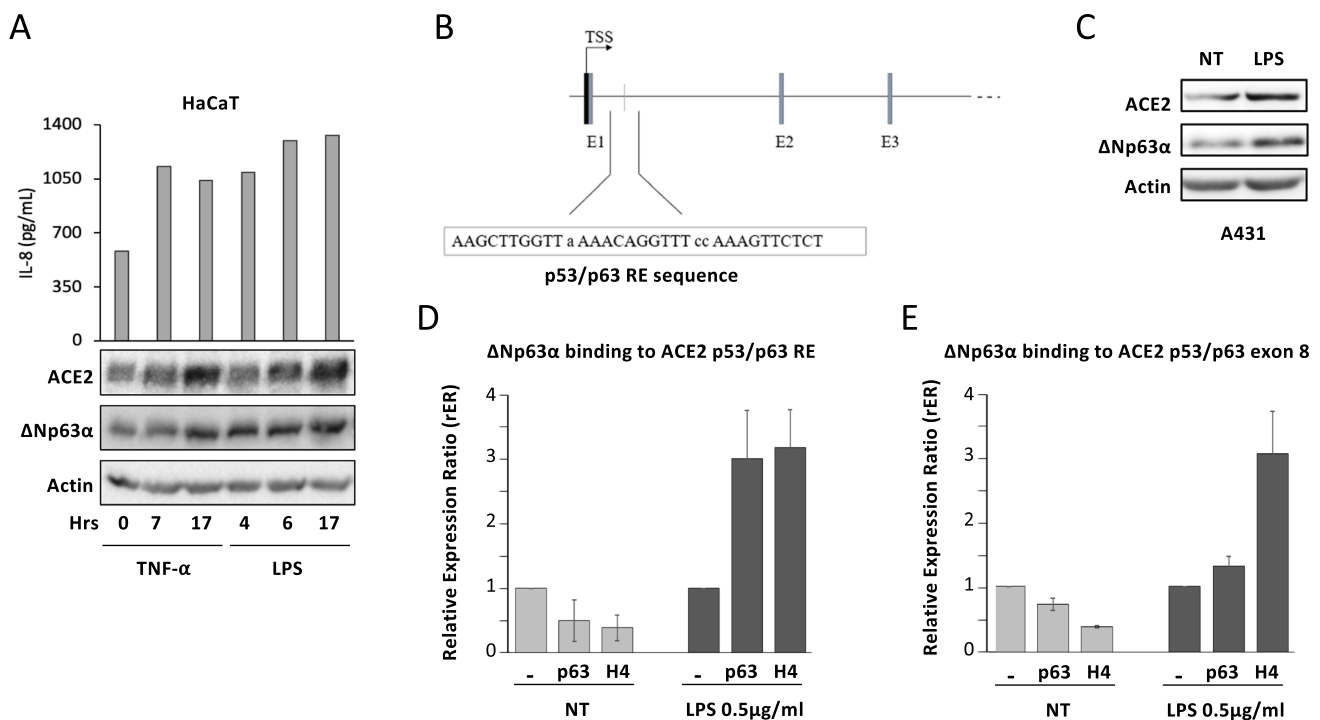 A
HaCaT
1400
1050
700
350
0
IL-8 (pg/mL)
ACE2
ΔNp63α
Actin
Hrs 0 7 17 4 6 17
TNF-α LPS
B
TSS
E1 E2 E3
AAGCTTGGTT a AAACAGGTTT cc AAAGTTCTCT
p53/p63 RE sequence
C
NT LPS
ACE2
ΔNp63α
Actin
A431
D
ΔNp63α binding to ACE2 p53/p63 RE
Relative Expression Ratio (rER)
4
3
2
1
0
- p63 H4 - p63 H4
NT LPS 0.5µg/ml
E
ΔNp63α binding to ACE2 p53/p63 exon 8
Relative Expression Ratio (rER)
4
3
2
1
0
- p63 H4 - p63 H4
NT LPS 0.5µg/ml